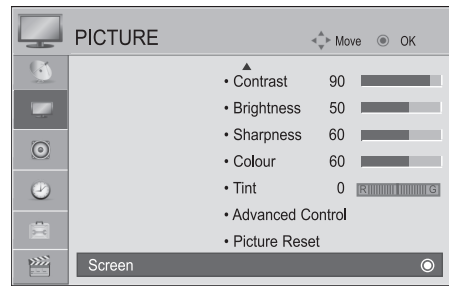 PICTURE Move OK
• Contrast 90
• Brightness 50
• Sharpness 60
• Colour 60
• Tint 0 R G
• Advanced Control
• Picture Reset
Screen